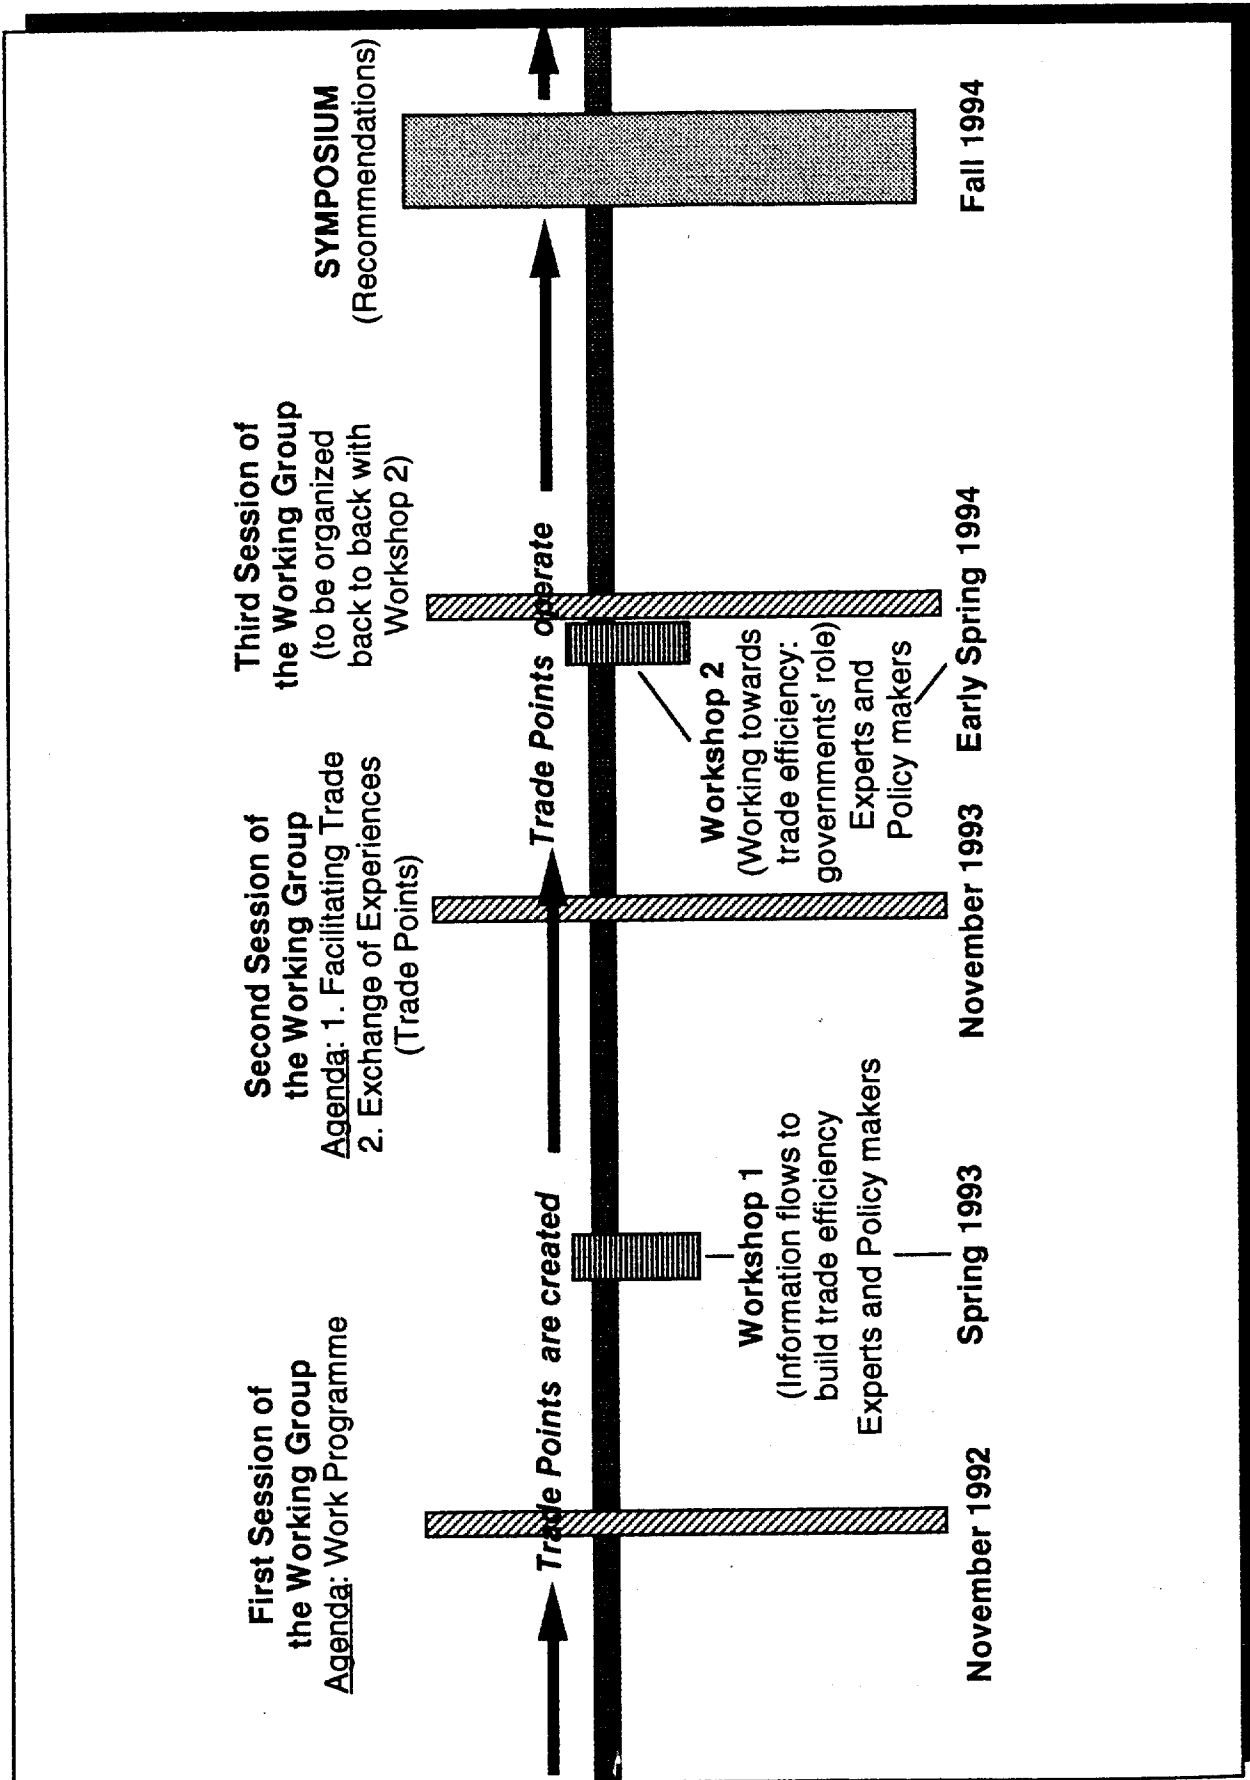 First Session of
the Working Group
Agenda: Work Programme
Second Session of
the Working Group
Agenda: 1. Facilitating Trade
2. Exchange of Experiences
(Trade Points)
Third Session of
the Working Group
(to be organized
back to back with
Workshop 2)
SYMPOSIUM
(Recommendations)
Trade Points are created
Trade Points operate
Workshop 1
(Information flows to
build trade efficiency
Experts and Policy makers
Workshop 2
(Working towards
trade efficiency:
governments' role)
Experts and
Policy makers
November 1992
Spring 1993
November 1993
Early Spring 1994
Fall 1994